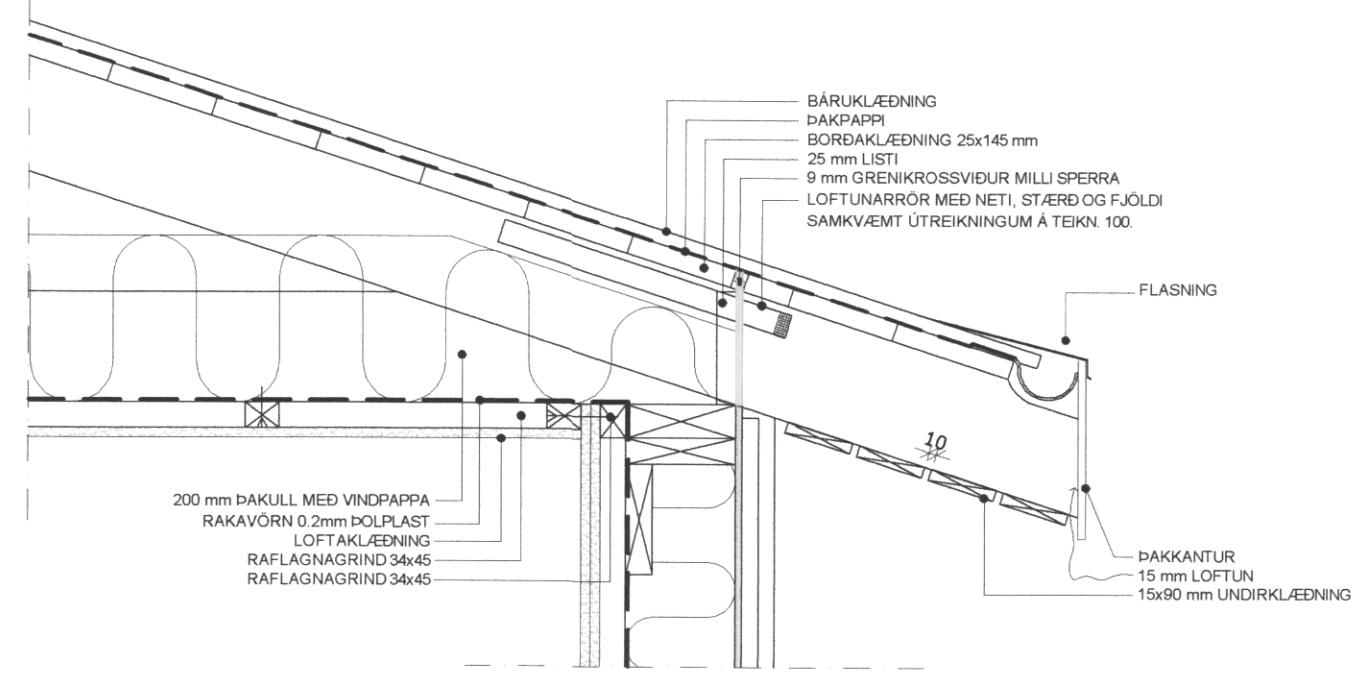 BÁRUKLÆÐNING
ÞAKPAPPI
BORÐAKLÆÐNING 25x145 mm
25 mm LISTI
9 mm GRENIKROSSVIÐUR MILLI SPERRA
LOFTUNARRÖR MEÐ NETI, STÆRÐ OG FJÖLDI
SAMKVÆMT ÚTREIKNINGUM Á TEIKN. 100.
FLASNING
10
200 mm ÞAKULL MEÐ VINDPAPPA
RAKAVÖRN 0.2mm ÞOLPLAST
LOFTAKLÆÐNING
RAFLAGNAGRIND 34x45
RAFLAGNAGRIND 34x45
ÞAKKANTUR
15 mm LOFTUN
15x90 mm UNDIRKLÆÐNING